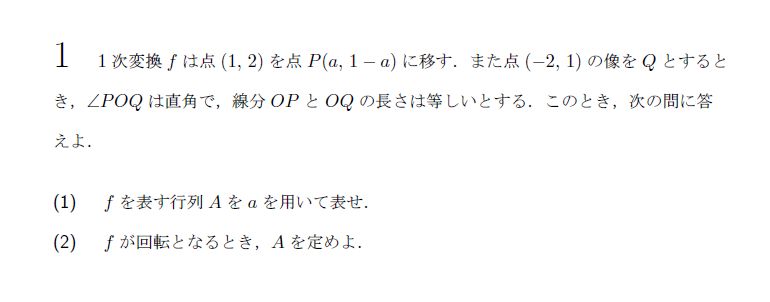 1 1次変換 f は点 (1, 2) を点 P(a, 1 − a) に移す．また点 (−2, 1) の像を Q とすると
き，∠POQ は直角で，線分 OP と OQ の長さは等しいとする．このとき，次の問に答
えよ．
(1) f を表す行列 A を a を用いて表せ．
(2) f が回転となるとき，A を定めよ．